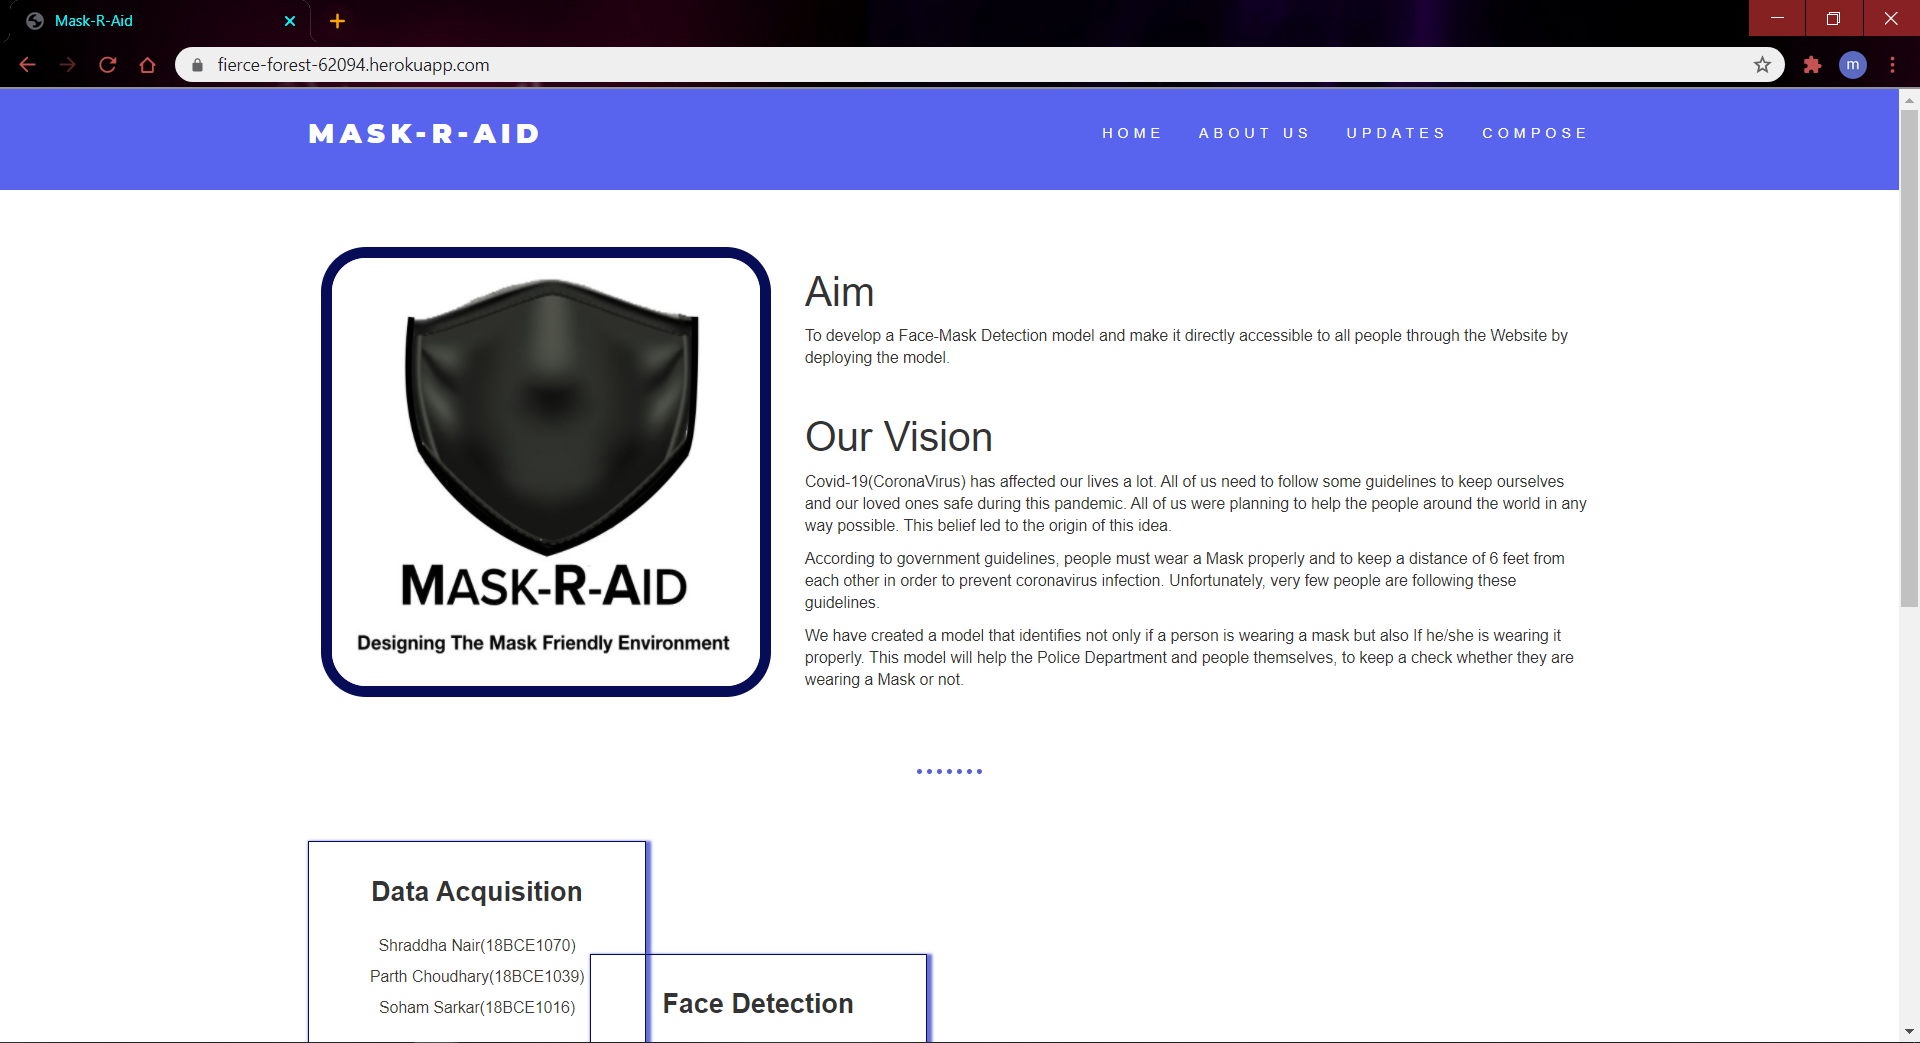 Mask-R-Aid
fierce-forest-62094.herokuapp.com
m
MASK-R-AID
HOME
ABOUT US
UPDATES
COMPOSE
MASK-R-AID
Designing The Mask Friendly Environment
Aim
To develop a Face-Mask Detection model and make it directly accessible to all people through the Website by
deploying the model.
Our Vision
Covid-19(CoronaVirus) has affected our lives a lot. All of us need to follow some guidelines to keep ourselves
and our loved ones safe during this pandemic. All of us were planning to help the people around the world in any
way possible. This belief led to the origin of this idea.
According to government guidelines, people must wear a Mask properly and to keep a distance of 6 feet from
each other in order to prevent coronavirus infection. Unfortunately, very few people are following these
guidelines.
We have created a model that identifies not only if a person is wearing a mask but also If he/she is wearing it
properly. This model will help the Police Department and people themselves, to keep a check whether they are
wearing a Mask or not.
Data Acquisition
Shraddha Nair(18BCE1070)
Parth Choudhary(18BCE1039)
Soham Sarkar(18BCE1016)
Face Detection